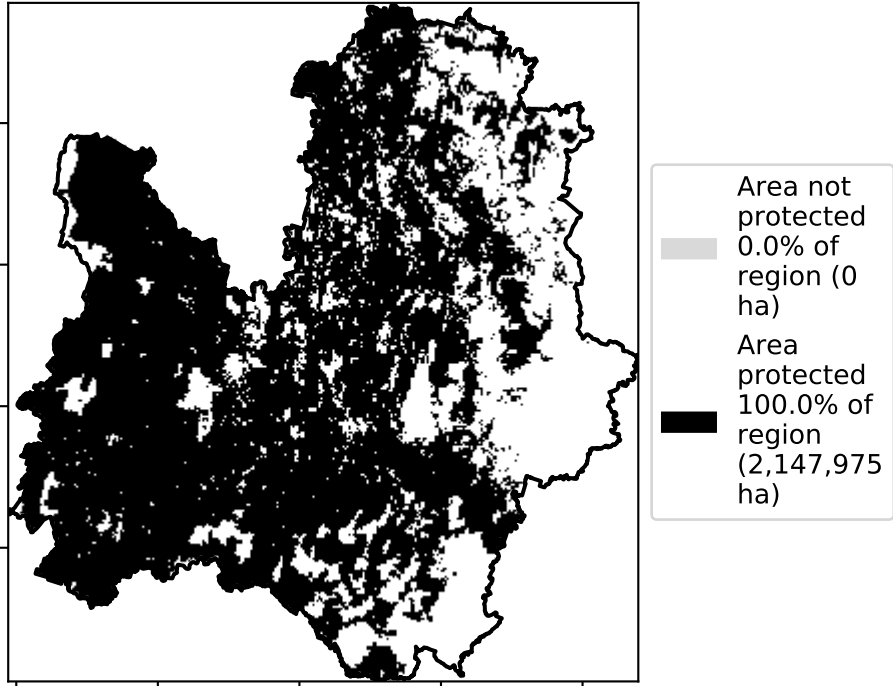 Area not
protected
0.0% of
region (0
ha)
Area
protected
100.0% of
region
(2,147,975
ha)